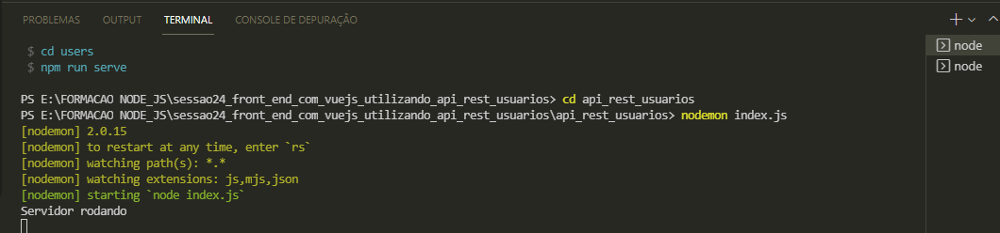 PROBLEMAS OUTPUT TERMINAL CONSOLE DE DEPURAÇÃO
$ cd users
$ npm run serve
node
node
PS E:\FORMACAO NODE_JS\sessao24_front_end_com_vuejs_utilizando_api_rest_usuarios> cd api_rest_usuarios
PS E:\FORMACAO NODE_JS\sessao24_front_end_com_vuejs_utilizando_api_rest_usuarios\api_rest_usuarios> nodemon index.js
[nodemon] 2.0.15
[nodemon] to restart at any time, enter `rs`
[nodemon] watching path(s): *.*
[nodemon] watching extensions: js,mjs,json
[nodemon] starting `node index.js`
Servidor rodando